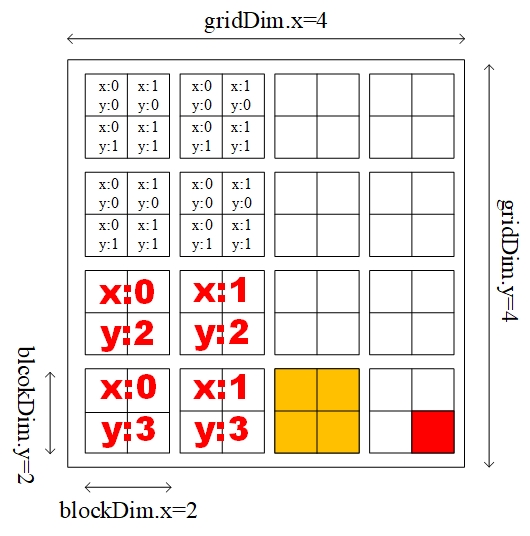 gridDim.x=4
x:0 x:1 x:0 x:1
y:0 y:0 y:0 y:0
x:0 x:1 x:0 x:1
y:1 y:1 y:1 y:1
x:0 x:1 x:0 x:1
y:0 y:0 y:0 y:0
x:0 x:1 x:0 x:1
y:1 y:1 y:1 y:1
gridDim.y=4
x:0 x:1
y:2 y:2
x:0 x:1
y:3 y:3
blcokDim.y=2
blockDim.x=2